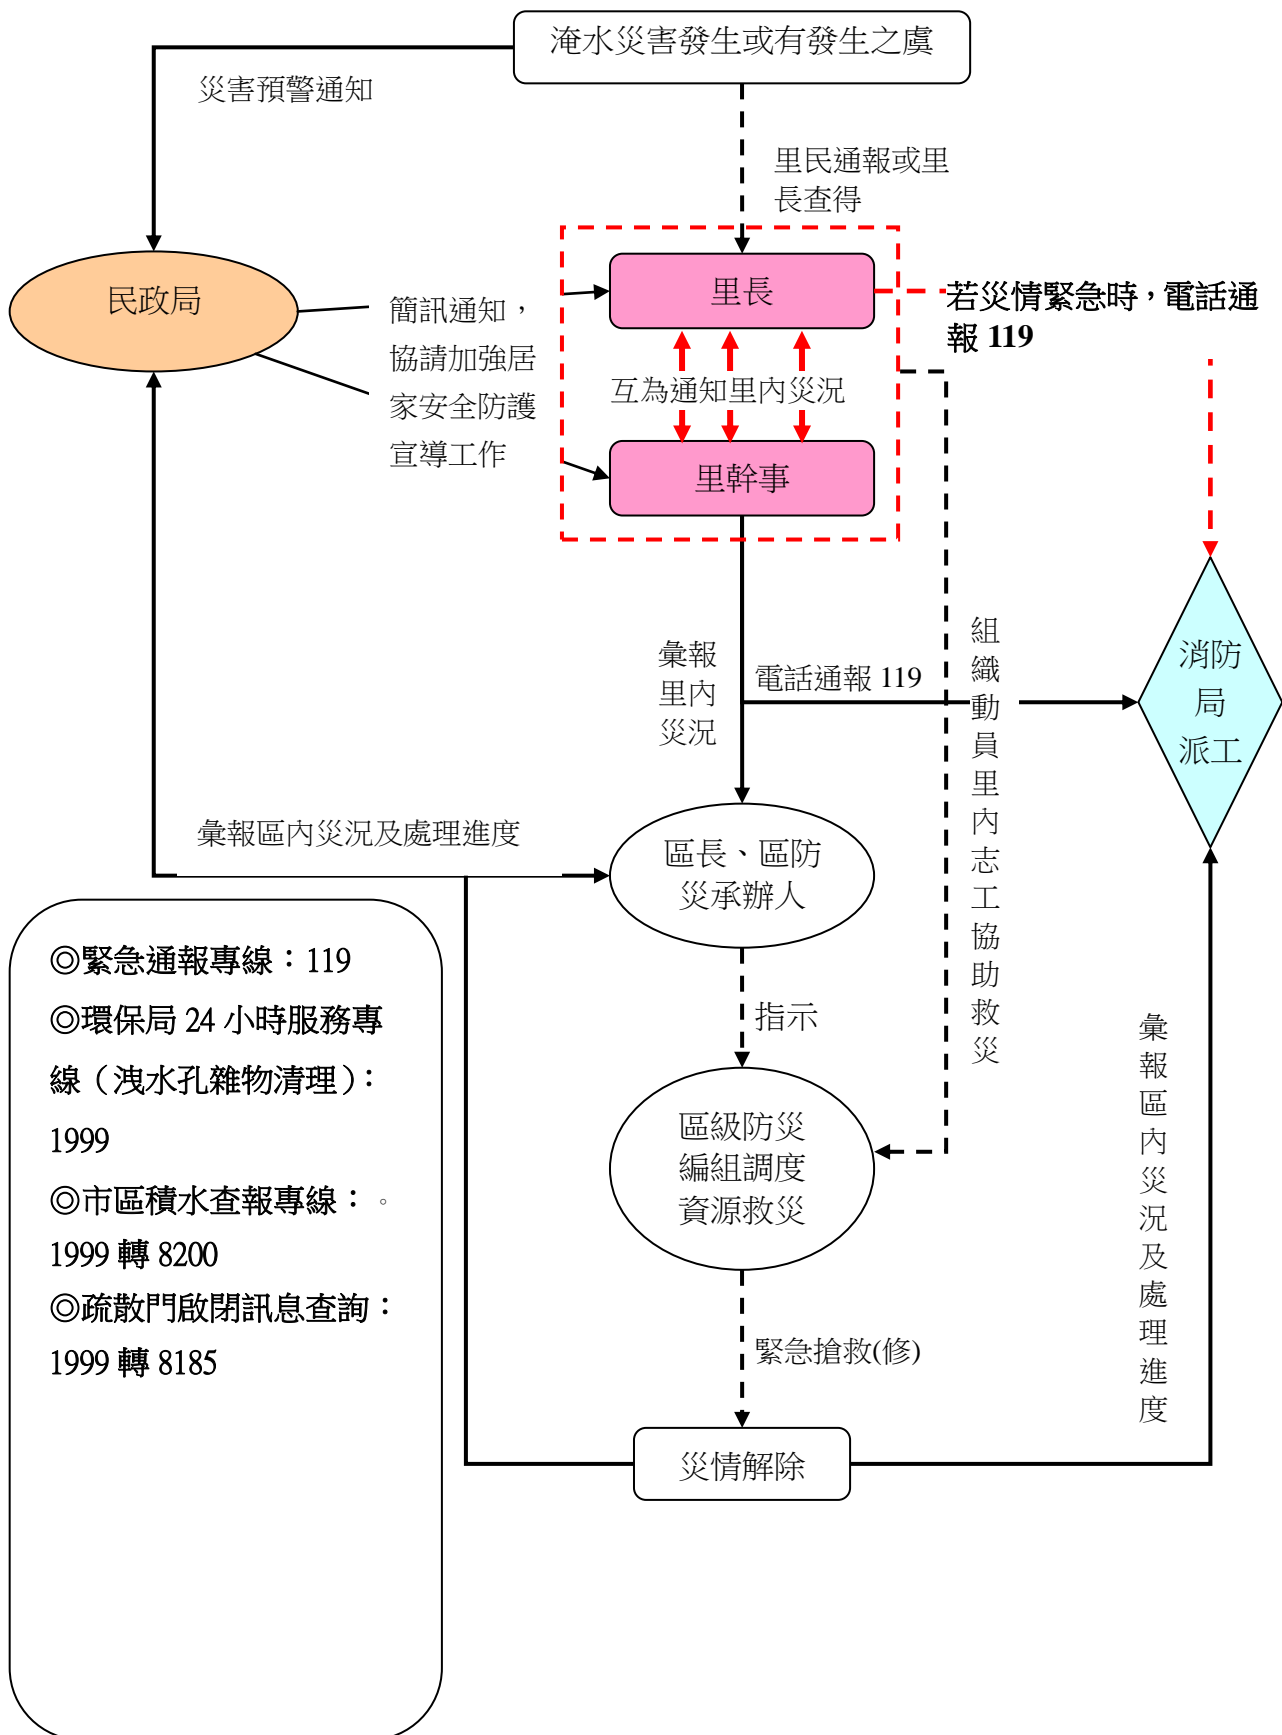 淹水災害發生或有發生之虞
災害預警通知
里民通報或里
長查得
民政局
簡訊通知，
協請加強居
家安全防護
宣導工作
里長
互為通知里內災況
里幹事
若災情緊急時，電話通
報 119
彙報
里內
災況
電話通報 119
組織動員里內志工協助救災
消防
局
派工
彙報區內災況及處理進度
區長、區防
災承辦人
指示
區級防災
編組調度
資源救災
緊急搶救(修)
災情解除
彙報區內災況及處理進度
◎緊急通報專線：119
◎環保局 24 小時服務專
線（洩水孔雜物清理）：
1999
◎市區積水查報專線：。
1999 轉 8200
◎疏散門啟閉訊息查詢：
1999 轉 8185